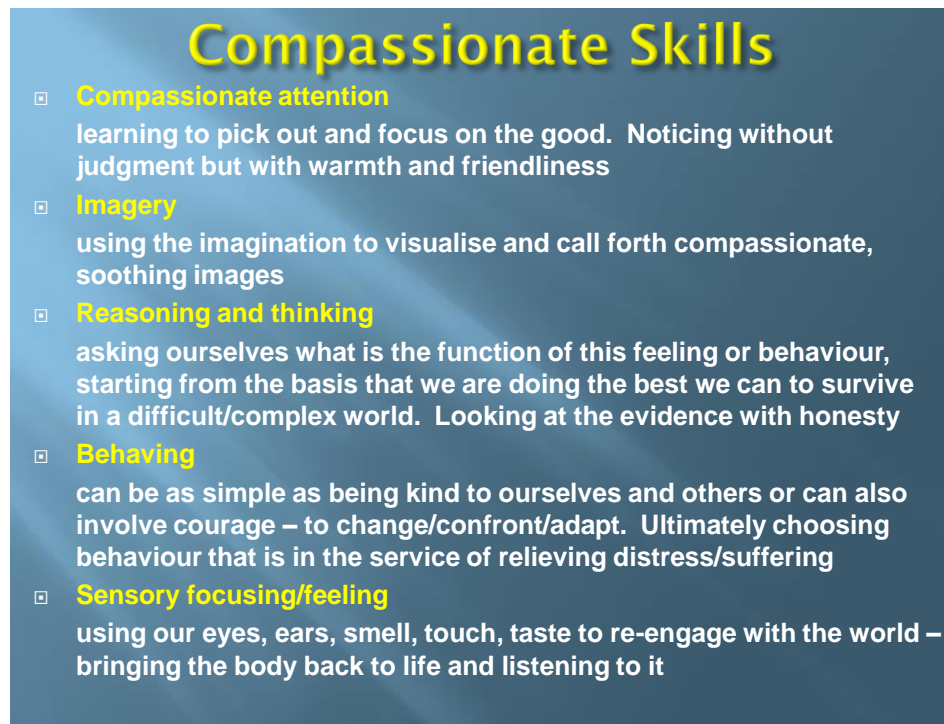 Compassionate Skills
Compassionate attention
learning to pick out and focus on the good. Noticing without
judgment but with warmth and friendliness
Imagery
using the imagination to visualise and call forth compassionate,
soothing images
Reasoning and thinking
asking ourselves what is the function of this feeling or behaviour,
starting from the basis that we are doing the best we can to survive
in a difficult/complex world. Looking at the evidence with honesty
Behaving
can be as simple as being kind to ourselves and others or can also
involve courage – to change/confront/adapt. Ultimately choosing
behaviour that is in the service of relieving distress/suffering
Sensory focusing/feeling
using our eyes, ears, smell, touch, taste to re-engage with the world –
bringing the body back to life and listening to it